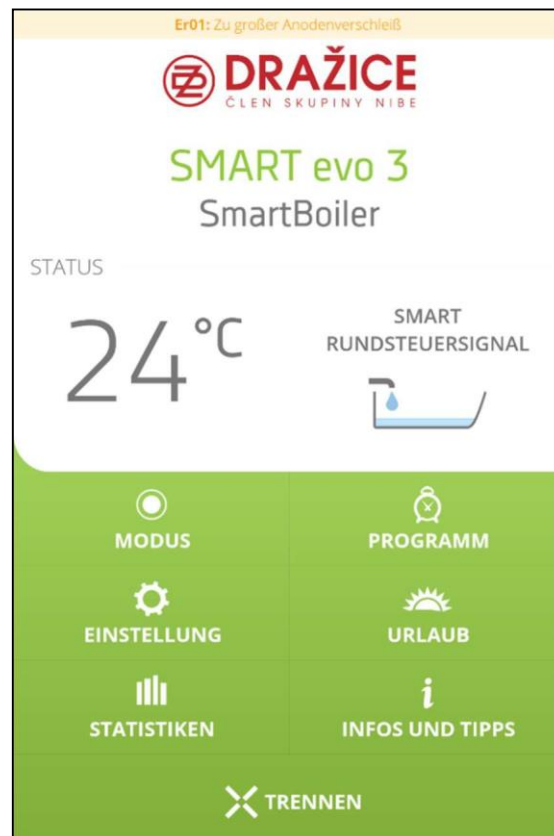 Er01: Zu großer Anodenverschleiß
DRAŽICE
ČLEN SKUPINY NIBE
SMART evo 3
SmartBoiler
STATUS
24°C
SMART
RUNDSTEUERSIGNAL
MODUS
PROGRAMM
EINSTELLUNG
URLAUB
STATISTIKEN
INFOS UND TIPPS
TRENNEN